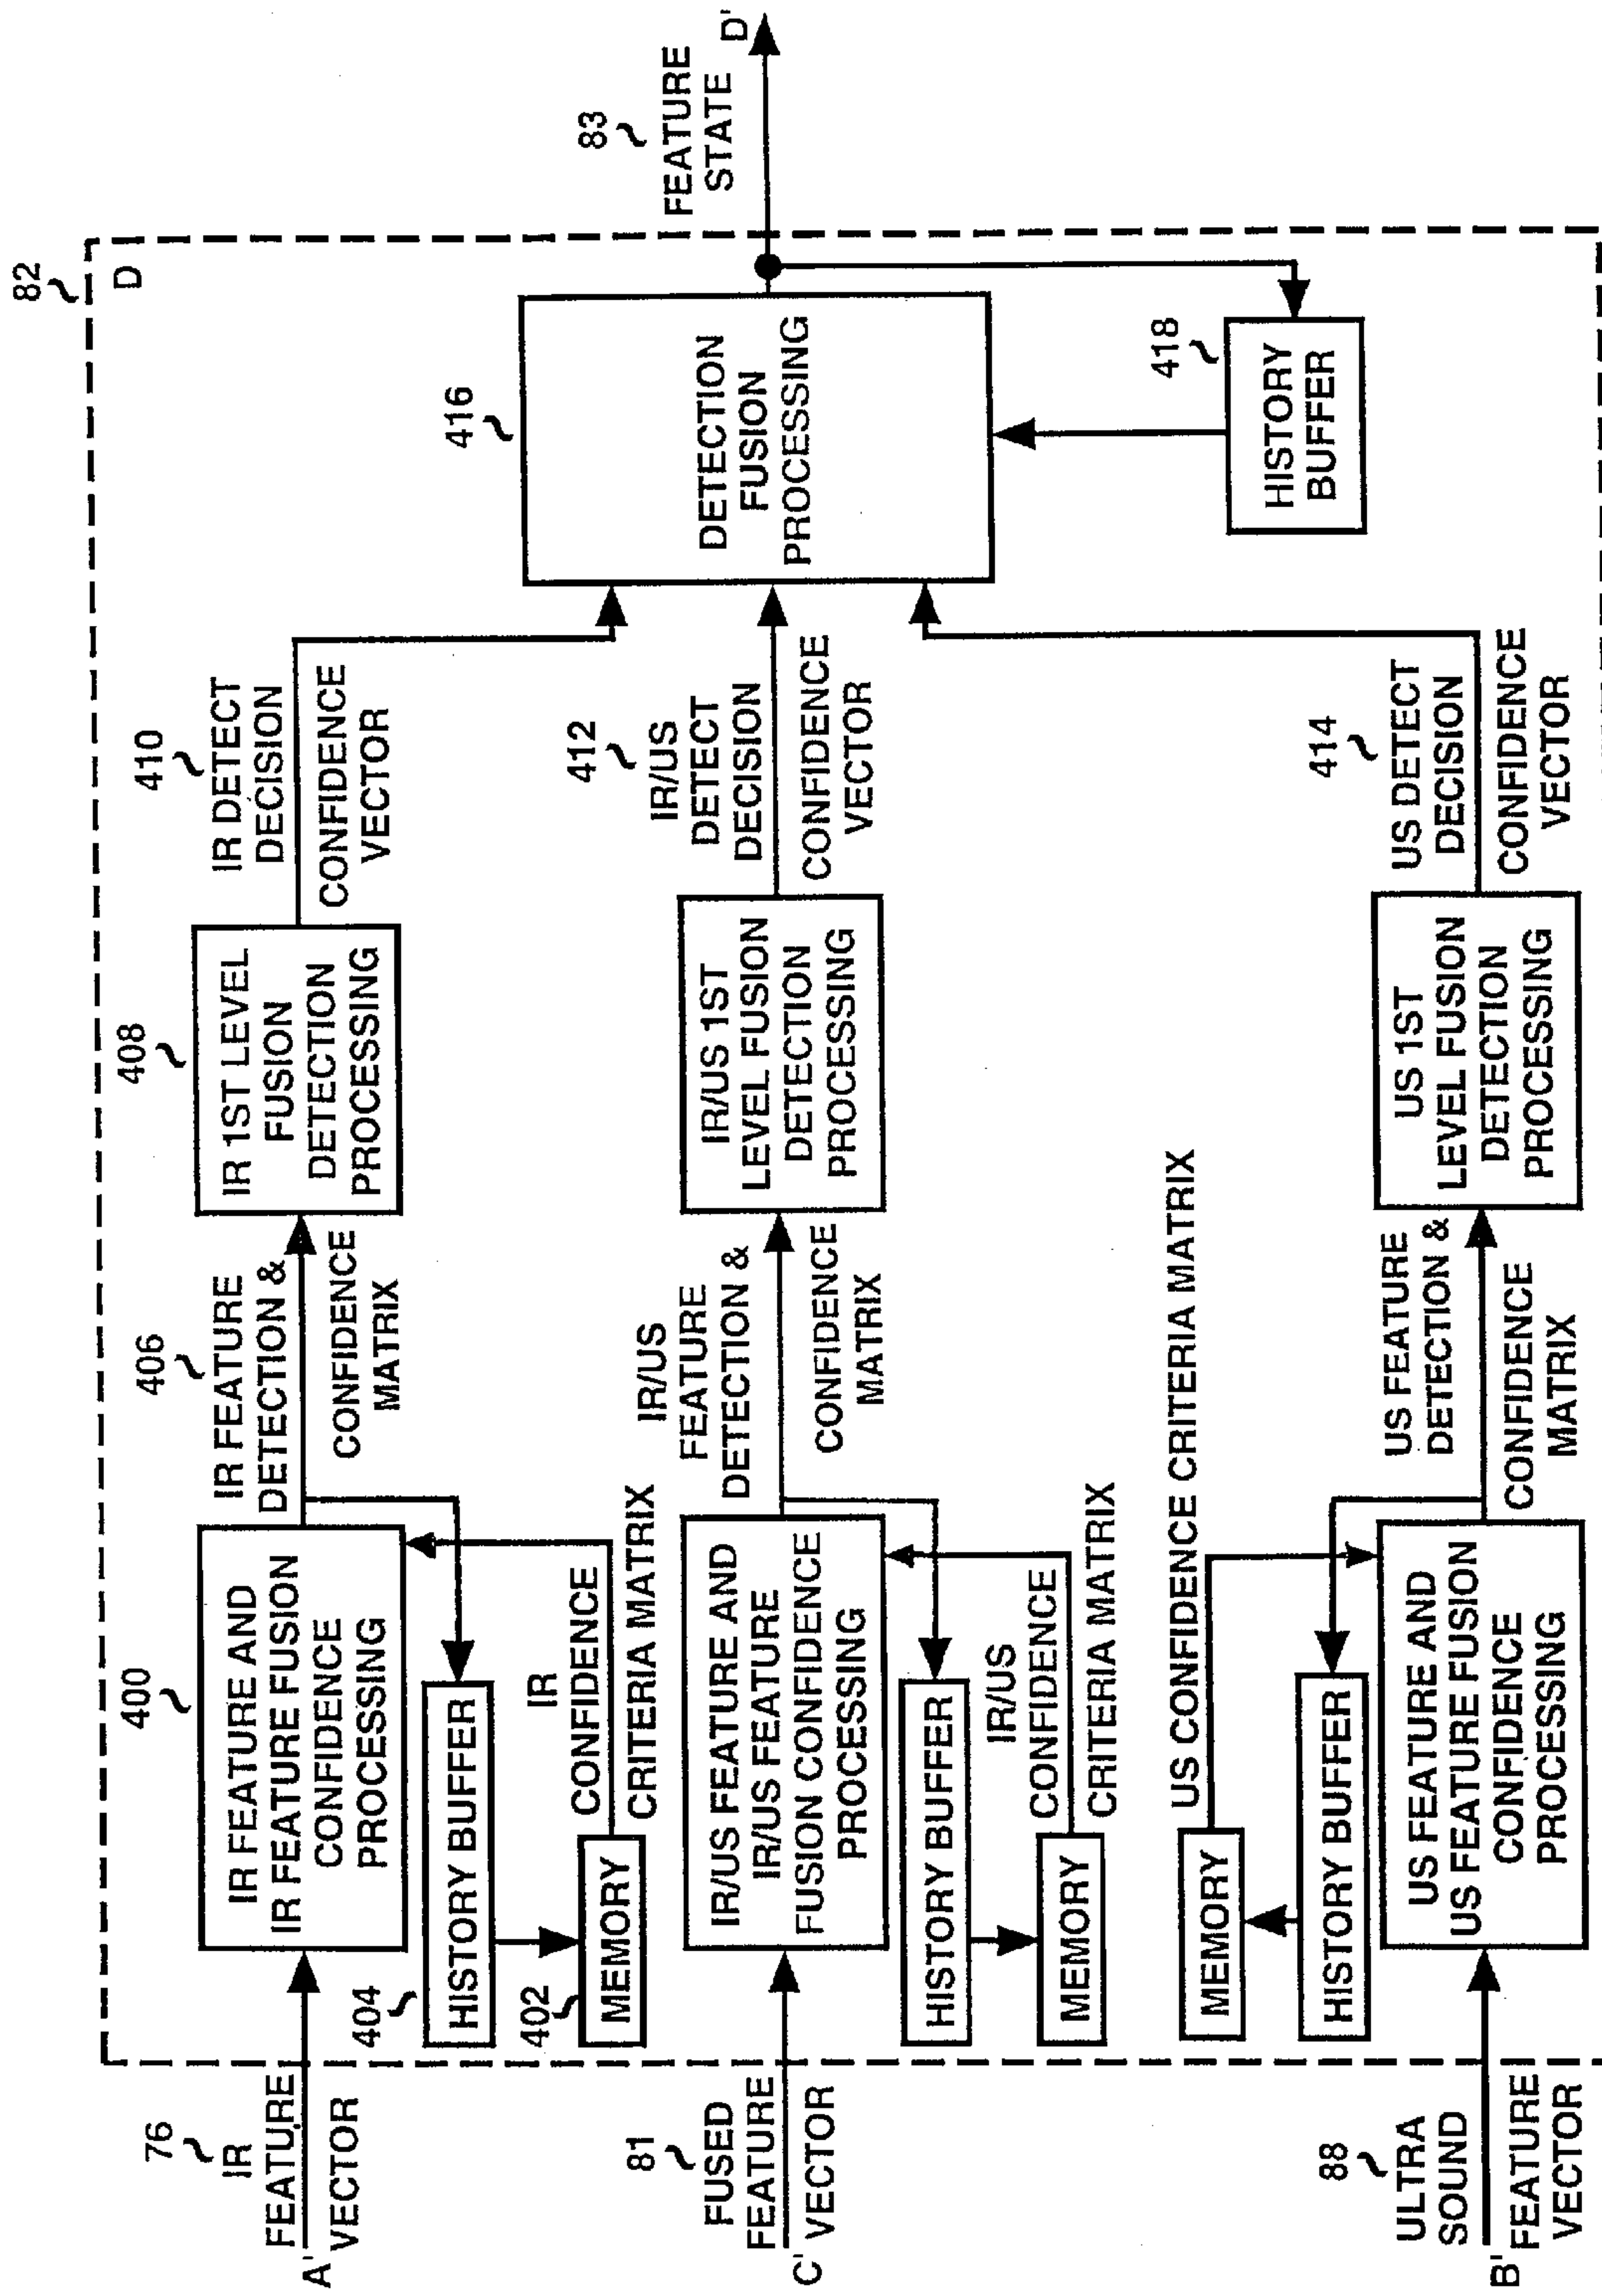 82
D
76
IR
FEATURE
VECTOR
A'
400
IR FEATURE AND
IR FEATURE FUSION
CONFIDENCE
PROCESSING
404
HISTORY BUFFER
402
MEMORY
IR
CONFIDENCE
CRITERIA MATRIX
406
IR FEATURE
DETECTION &
CONFIDENCE
MATRIX
408
IR 1ST LEVEL
FUSION
DETECTION
PROCESSING
410
IR DETECT
DECISION
CONFIDENCE
VECTOR
81
FUSED
FEATURE
VECTOR
C'
IR/US FEATURE AND
IR/US FEATURE
FUSION CONFIDENCE
PROCESSING
HISTORY BUFFER
MEMORY
IR/US
CONFIDENCE
CRITERIA MATRIX
IR/US
FEATURE
DETECTION &
CONFIDENCE
MATRIX
IR/US 1ST
LEVEL FUSION
DETECTION
PROCESSING
412
IR/US
DETECT
DECISION
CONFIDENCE
VECTOR
88
ULTRA
SOUND
FEATURE
VECTOR
B'
MEMORY
US CONFIDENCE CRITERIA MATRIX
HISTORY BUFFER
US FEATURE AND
US FEATURE FUSION
CONFIDENCE
PROCESSING
US FEATURE
DETECTION &
CONFIDENCE
MATRIX
US 1ST
LEVEL FUSION
DETECTION
PROCESSING
414
US DETECT
DECISION
CONFIDENCE
VECTOR
416
DETECTION
FUSION
PROCESSING
418
HISTORY
BUFFER
83
FEATURE
STATE
D'